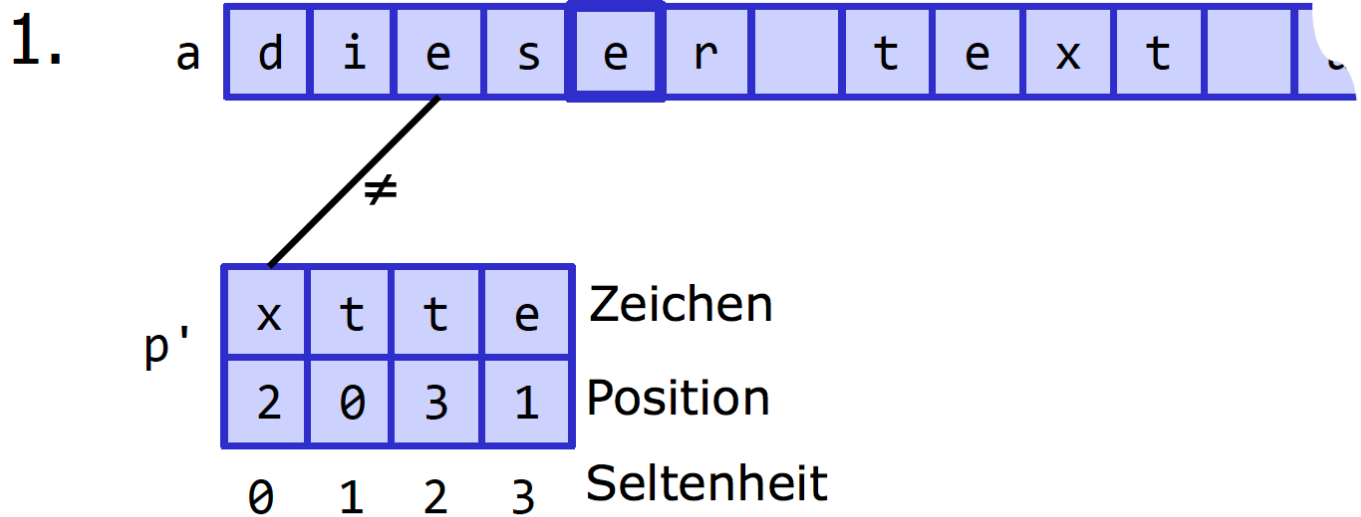 1. a d i e s e r t e x t
≠
x t t e Zeichen
p'
2 0 3 1 Position
0 1 2 3 Seltenheit